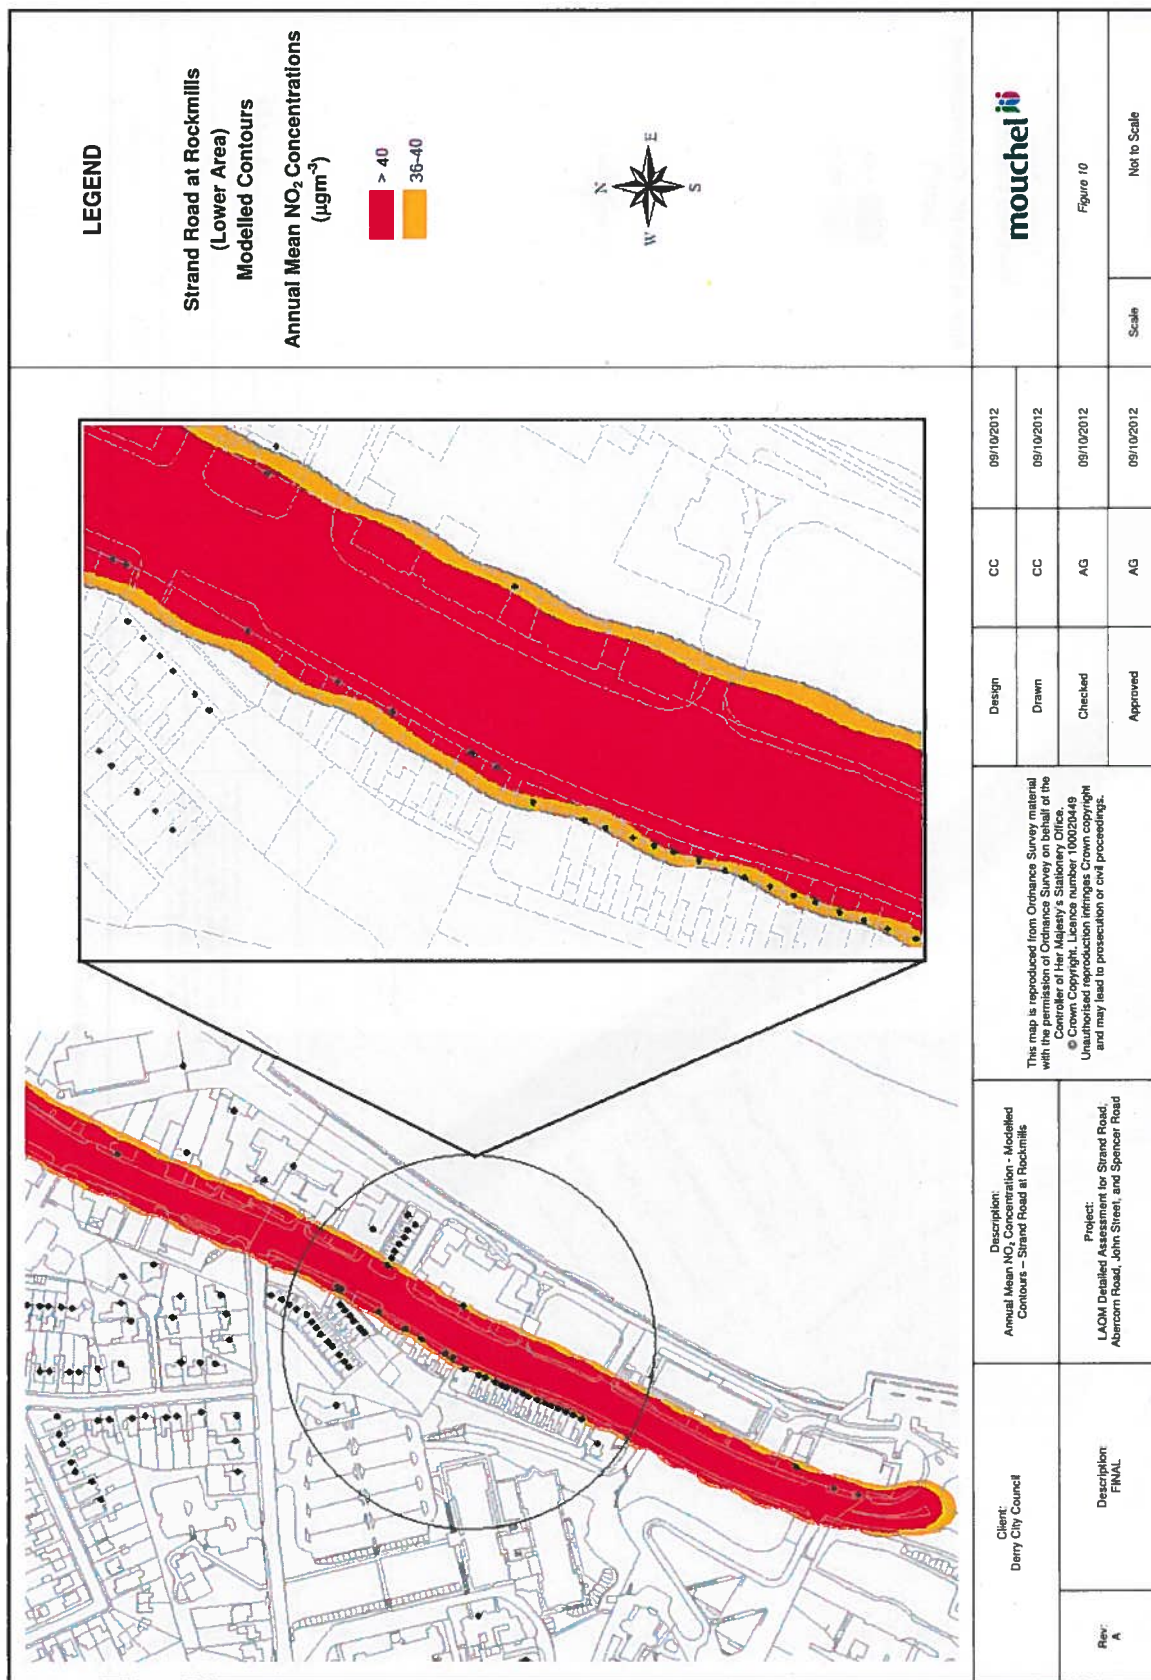 LEGEND
Strand Road at Rockmills
(Lower Area)
Modelled Contours
Annual Mean NO₂ Concentrations
(µgm⁻³)
> 40
36-40
N
W
E
S
mouchel
Figure 10
Scale
Not to Scale
Design
CC
09/10/2012
Drawn
CC
09/10/2012
Checked
AG
09/10/2012
Approved
AG
09/10/2012
This map is reproduced from Ordnance Survey material
with the permission of Ordnance Survey on behalf of the
Controller of Her Majesty's Stationery Office.
© Crown Copyright. Licence number 100020449
Unauthorised reproduction infringes Crown copyright
and may lead to prosecution or civil proceedings.
Description:
Annual Mean NO₂ Concentration - Modelled
Contours – Strand Road at Rockmills
Project:
LAQM Detailed Assessment for Strand Road,
Abercorn Road, John Street, and Spencer Road
Client:
Derry City Council
Description:
FINAL
Rev:
A